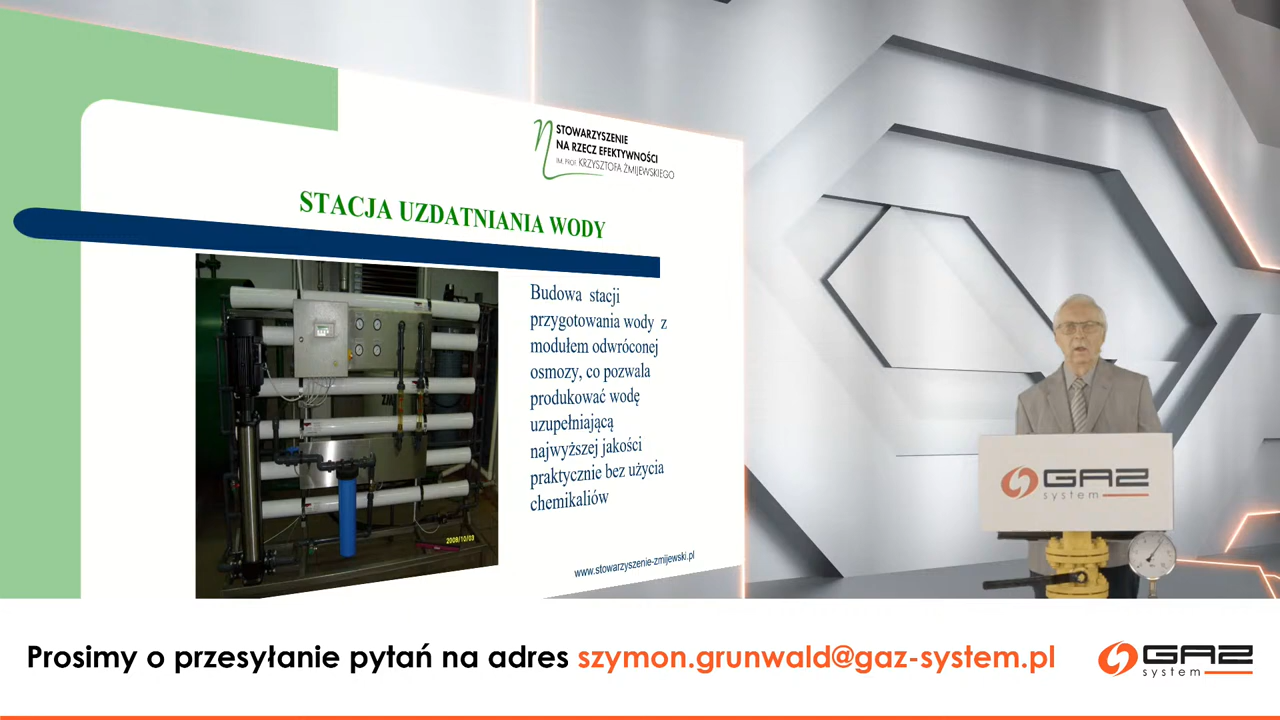 STOWARZYSZENIE
NA RZECZ EFEKTYWNOŚCI
IM. PROF. KRZYSZTOFA ŻMIJEWSKIEGO
STACJA UZDATNIANIA WODY
Budowa stacji
przygotowania wody z
modułem odwróconej
osmozy, co pozwala
produkować wodę
uzupełniającą
najwyższej jakości
praktycznie bez użycia
chemikaliów
2009/10/03
www.stowarzyszenie-zmijewski.pl
GAZ
system
Prosimy o przesyłanie pytań na adres szymon.grunwald@gaz-system.pl
GAZ
system